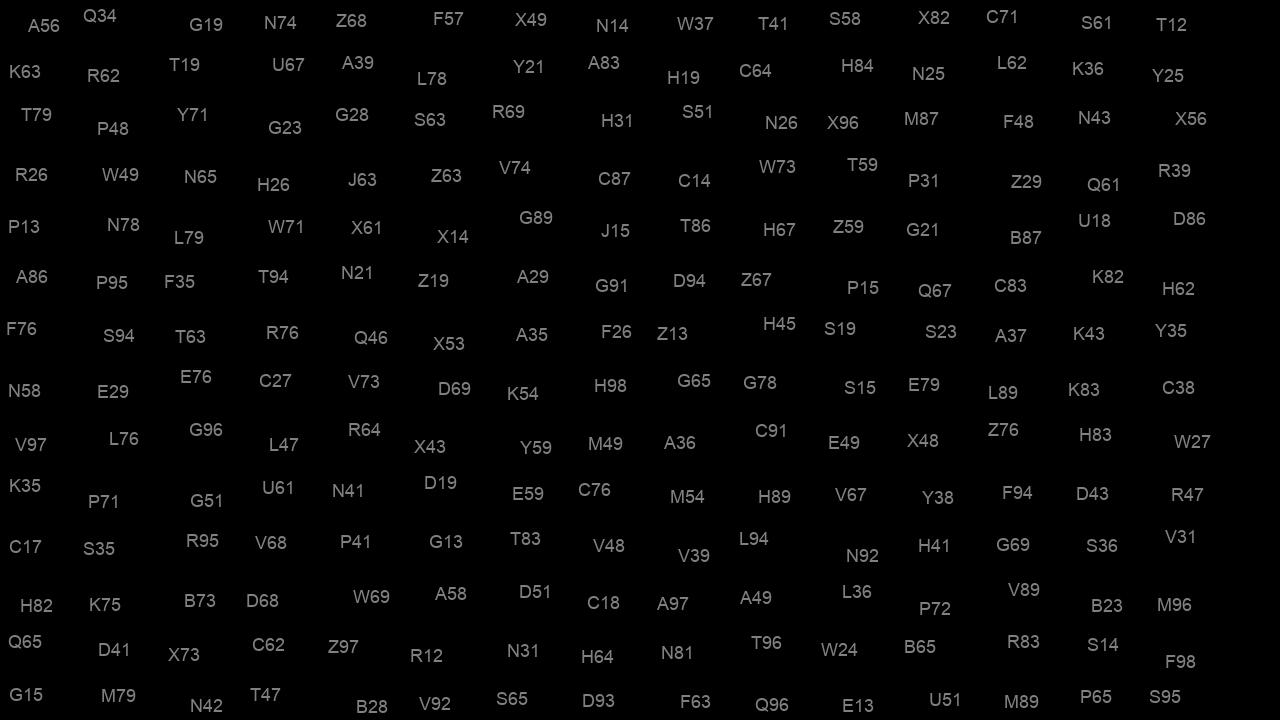 A56 Q34 G19 N74 Z68 F57 X49 N14 W37 T41 S58 X82 C71 S61 T12
K63 R62 T19 U67 A39 L78 Y21 A83 H19 C64 H84 N25 L62 K36 Y25
T79 P48 Y71 G23 G28 S63 R69 H31 S51 N26 X96 M87 F48 N43 X56
R26 W49 N65 H26 J63 Z63 V74 C87 C14 W73 T59 P31 Z29 Q61 R39
P13 N78 L79 W71 X61 X14 G89 J15 T86 H67 Z59 G21 B87 U18 D86
A86 P95 F35 T94 N21 Z19 A29 G91 D94 Z67 P15 Q67 C83 K82 H62
F76 S94 T63 R76 Q46 X53 A35 F26 Z13 H45 S19 S23 A37 K43 Y35
N58 E29 E76 C27 V73 D69 K54 H98 G65 G78 S15 E79 L89 K83 C38
V97 L76 G96 L47 R64 X43 Y59 M49 A36 C91 E49 X48 Z76 H83 W27
K35 P71 G51 U61 N41 D19 E59 C76 M54 H89 V67 Y38 F94 D43 R47
C17 S35 R95 V68 P41 G13 T83 V48 V39 L94 N92 H41 G69 S36 V31
H82 K75 B73 D68 W69 A58 D51 C18 A97 A49 L36 P72 V89 B23 M96
Q65 D41 X73 C62 Z97 R12 N31 H64 N81 T96 W24 B65 R83 S14 F98
G15 M79 N42 T47 B28 V92 S65 D93 F63 Q96 E13 U51 M89 P65 S95